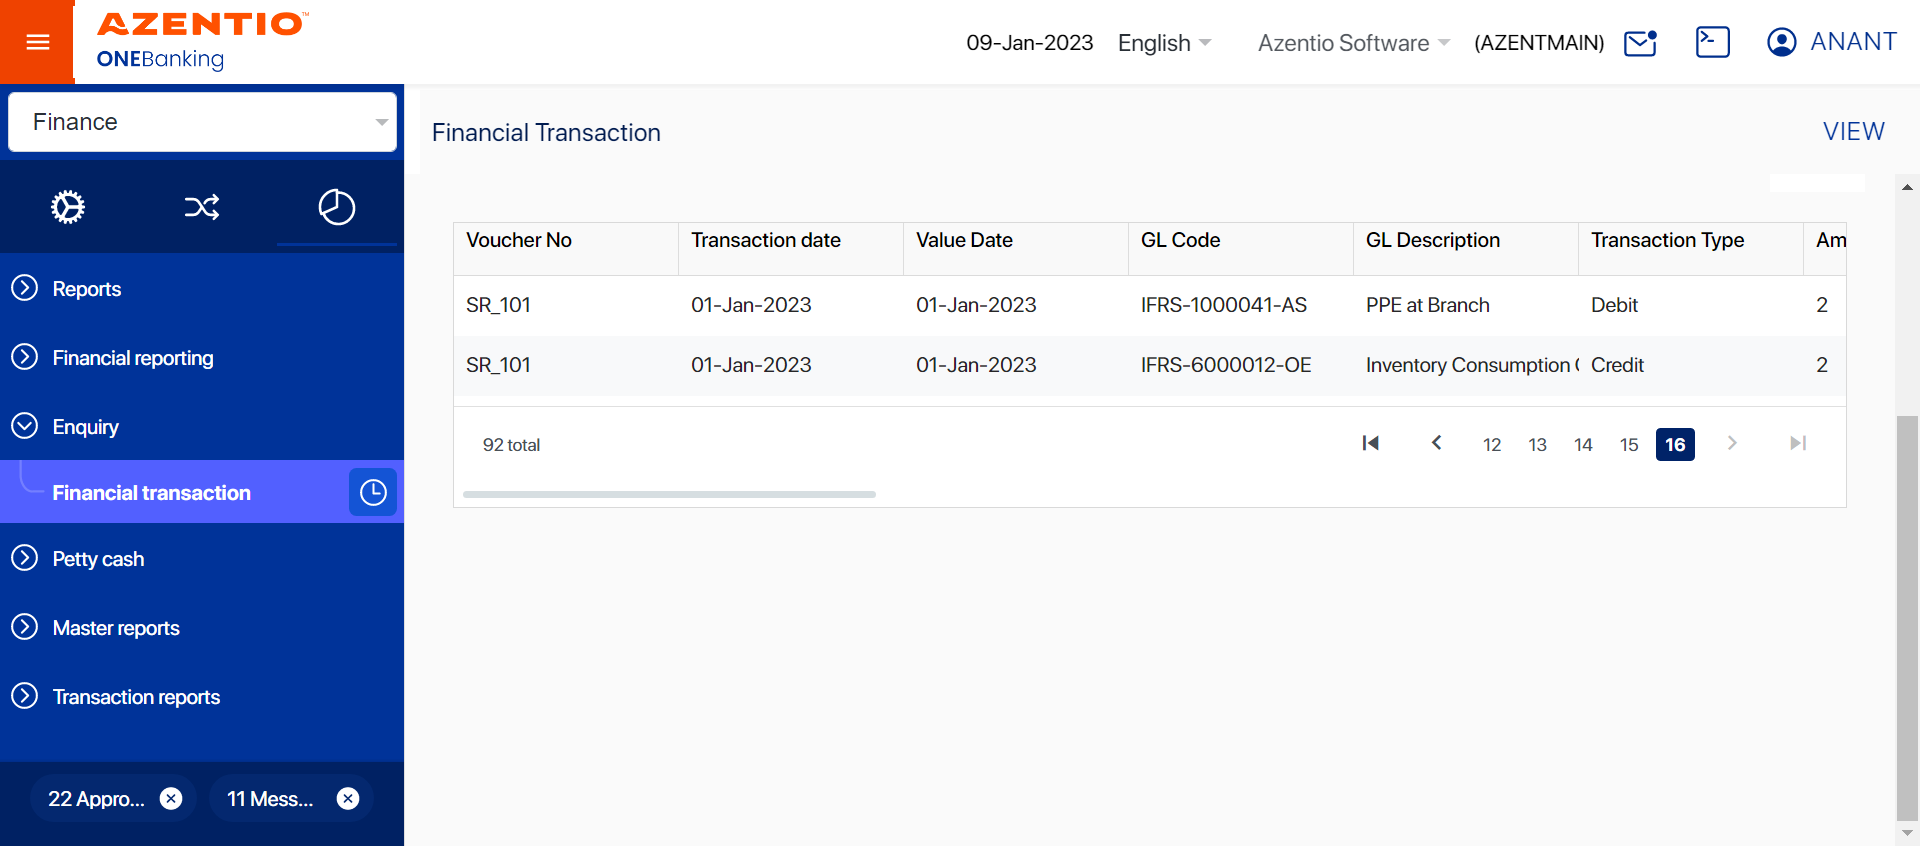 AZENTIO™
ONEBanking
09-Jan-2023 English Azentio Software (AZENTMAIN) ANANT
Finance
Reports
Financial reporting
Enquiry
Financial transaction
Petty cash
Master reports
Transaction reports
22 Appro... 11 Mess...
Financial Transaction VIEW
Voucher No Transaction date Value Date GL Code GL Description Transaction Type Am
SR_101 01-Jan-2023 01-Jan-2023 IFRS-1000041-AS PPE at Branch Debit 2
SR_101 01-Jan-2023 01-Jan-2023 IFRS-6000012-OE Inventory Consumption Credit 2
92 total 12 13 14 15 16